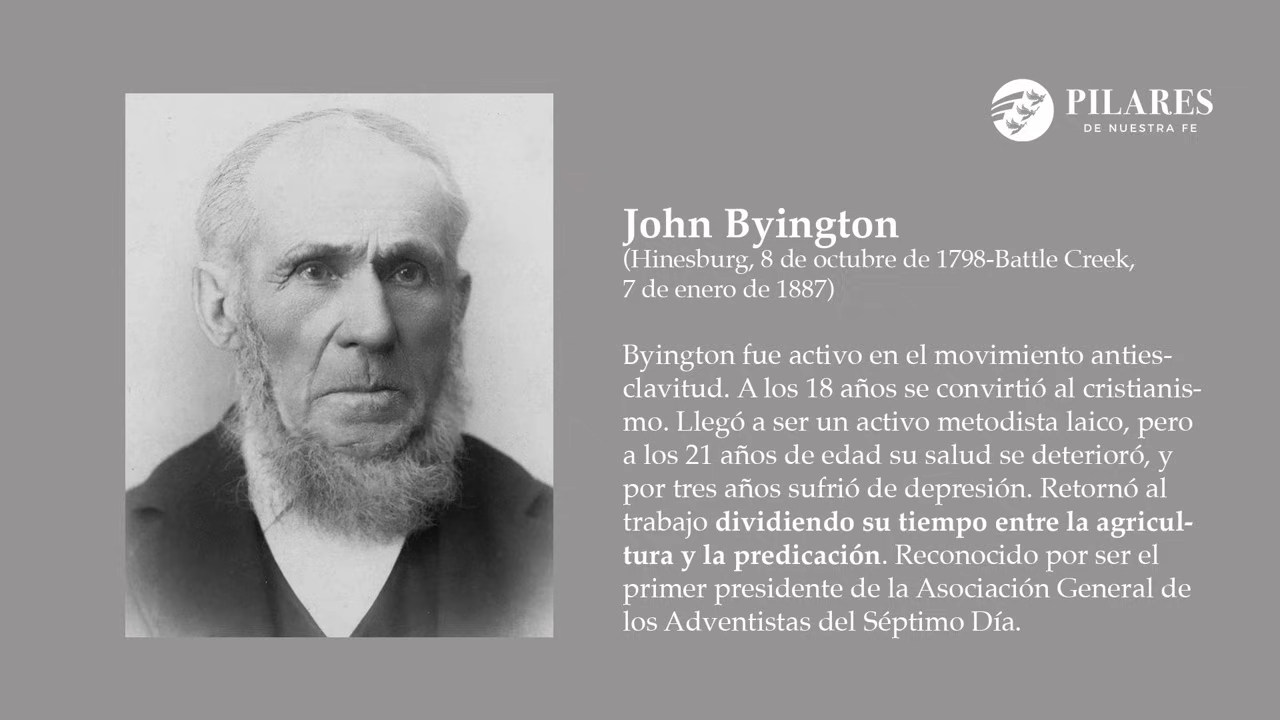 PILARES
DE NUESTRA FE
John Byington
(Hinesburg, 8 de octubre de 1798-Battle Creek,
7 de enero de 1887)
Byington fue activo en el movimiento anties-
clavitud. A los 18 años se convirtió al cristianis-
mo. Llegó a ser un activo metodista laico, pero
a los 21 años de edad su salud se deterioró, y
por tres años sufrió de depresión. Retornó al
trabajo dividiendo su tiempo entre la agricul-
tura y la predicación. Reconocido por ser el
primer presidente de la Asociación General de
los Adventistas del Séptimo Día.